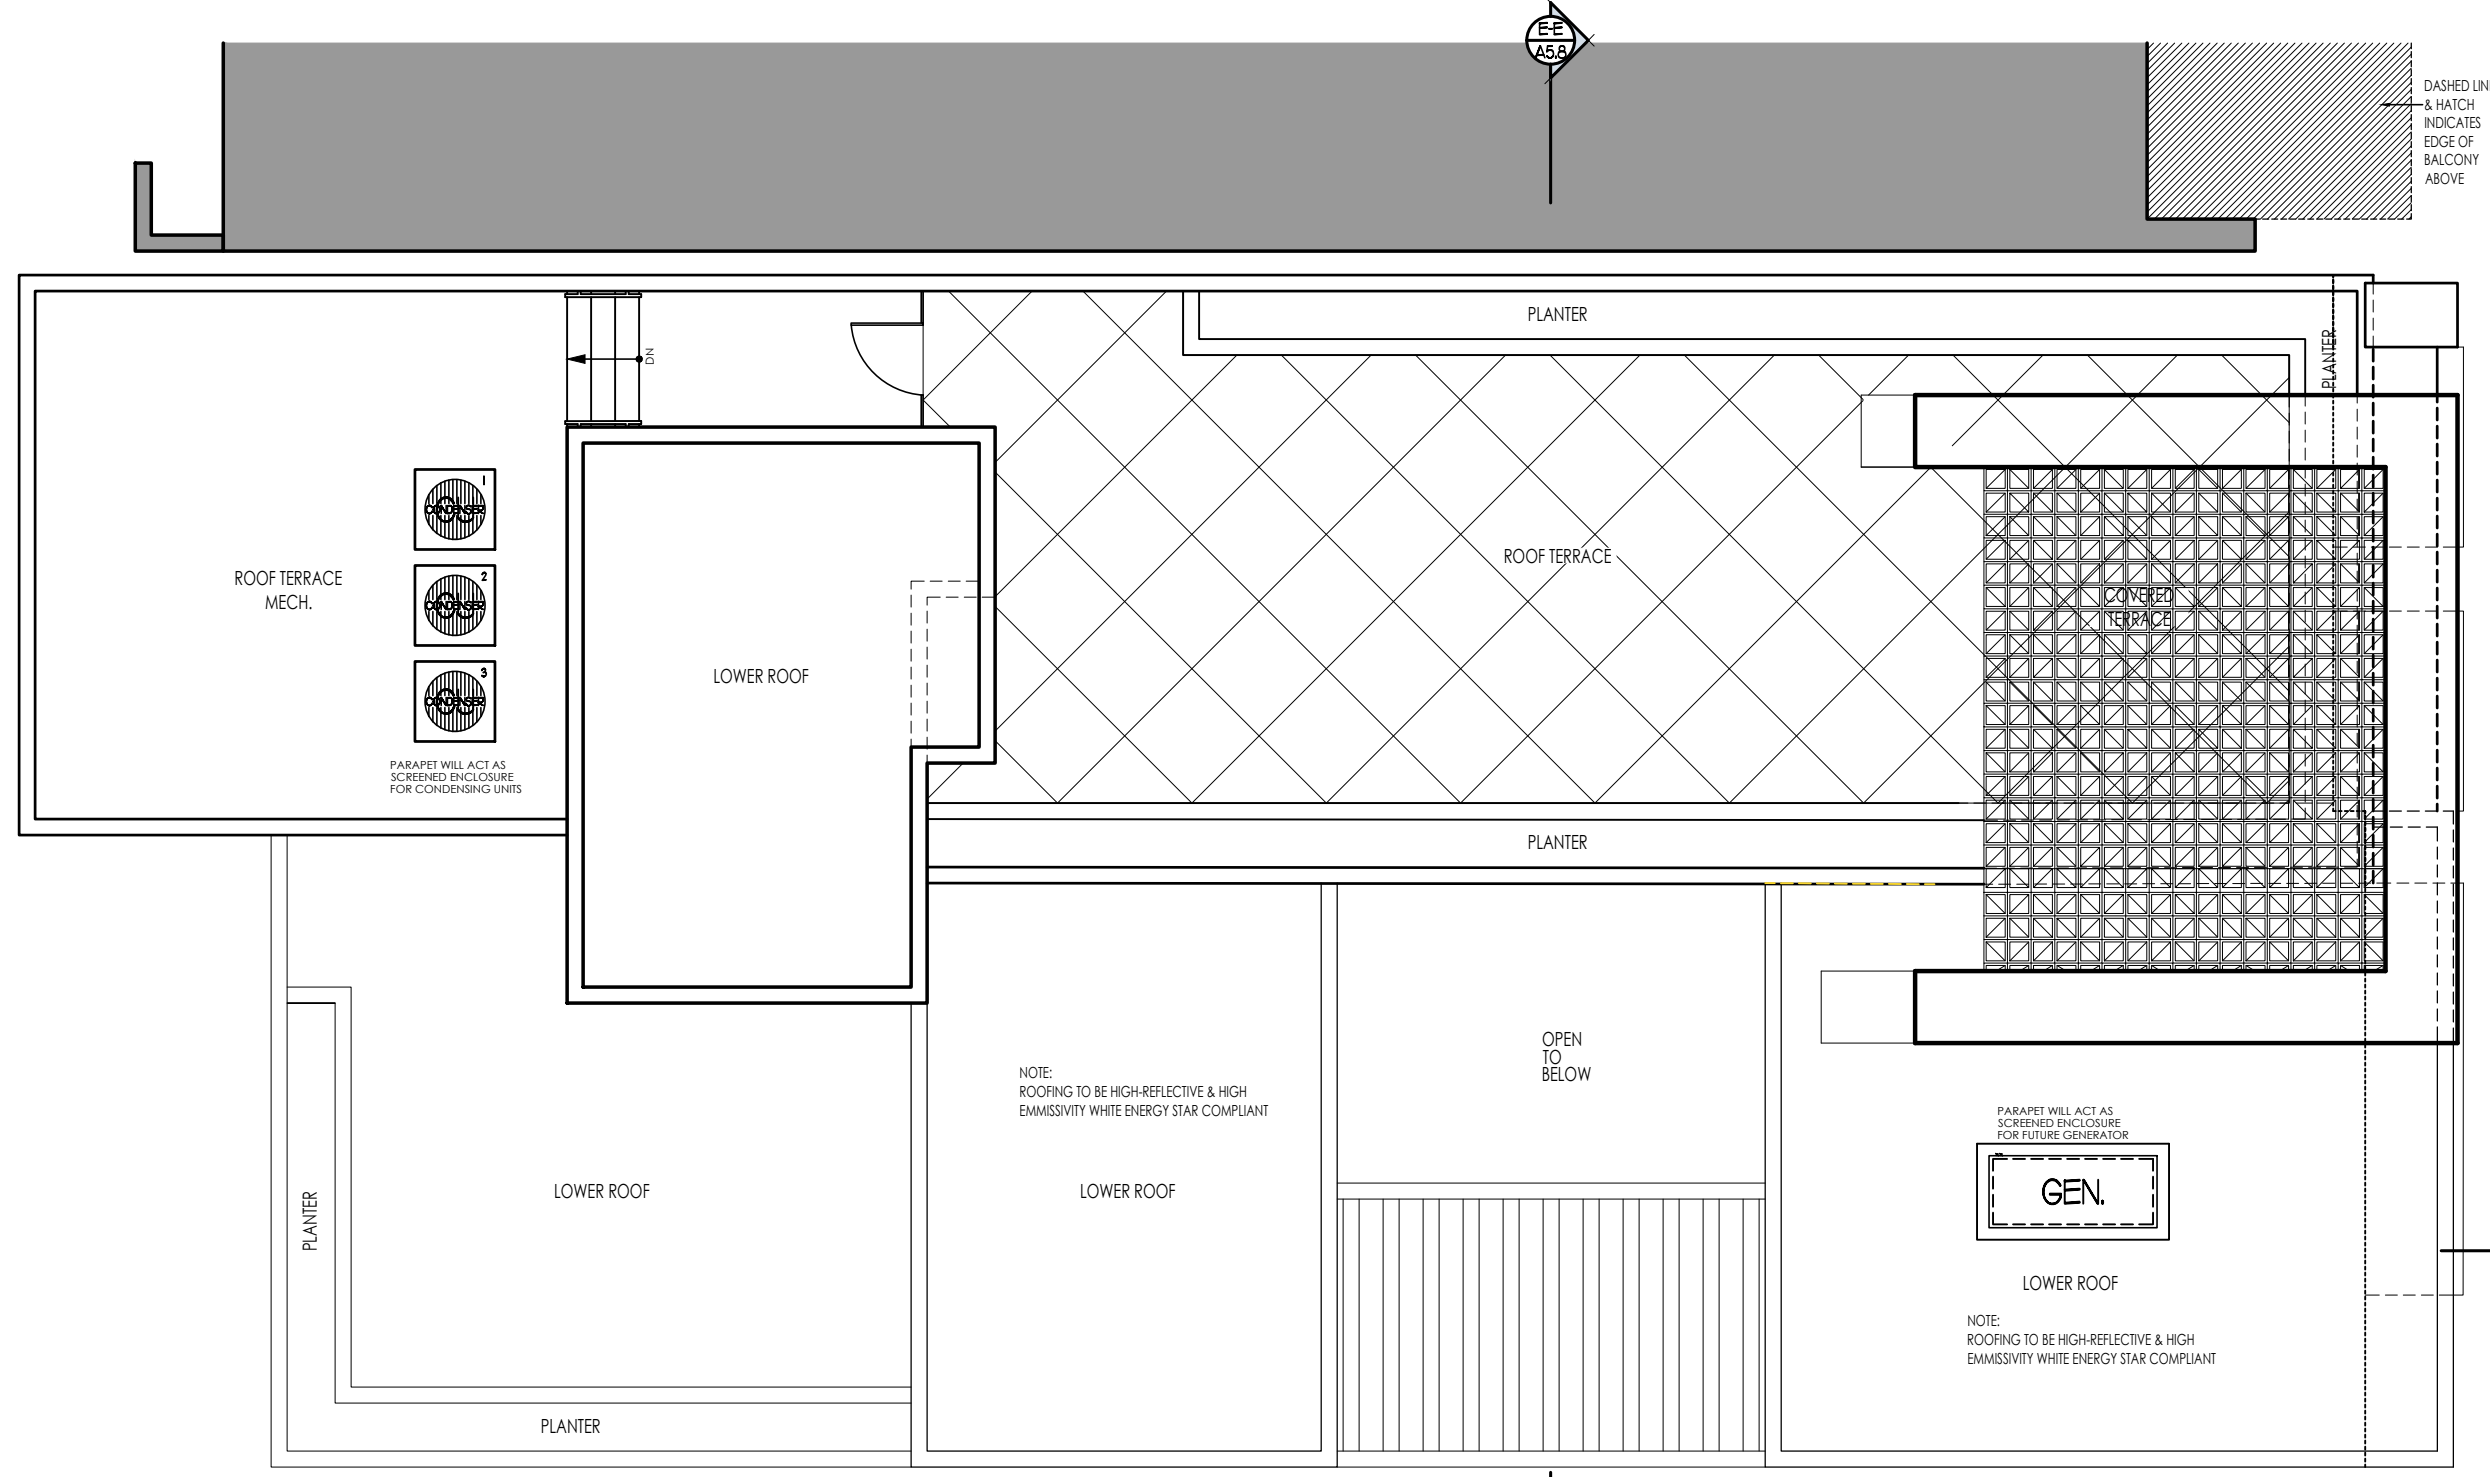 E-E
A5.8
DASHED LIN
& HATCH
INDICATES
EDGE OF
BALCONY
ABOVE
PLANTER
PLANTER
DN
1
CONDENSER
2
CONDENSER
3
CONDENSER
ROOF TERRACE
MECH.
PARAPET WILL ACT AS
SCREENED ENCLOSURE
FOR CONDENSING UNITS
LOWER ROOF
ROOF TERRACE
COVERED
TERRACE
PLANTER
NOTE:
ROOFING TO BE HIGH-REFLECTIVE & HIGH
EMMISSIVITY WHITE ENERGY STAR COMPLIANT
OPEN
TO
BELOW
PARAPET WILL ACT AS
SCREENED ENCLOSURE
FOR FUTURE GENERATOR
GEN.
PLANTER
LOWER ROOF
LOWER ROOF
LOWER ROOF
NOTE:
ROOFING TO BE HIGH-REFLECTIVE & HIGH
EMMISSIVITY WHITE ENERGY STAR COMPLIANT
PLANTER